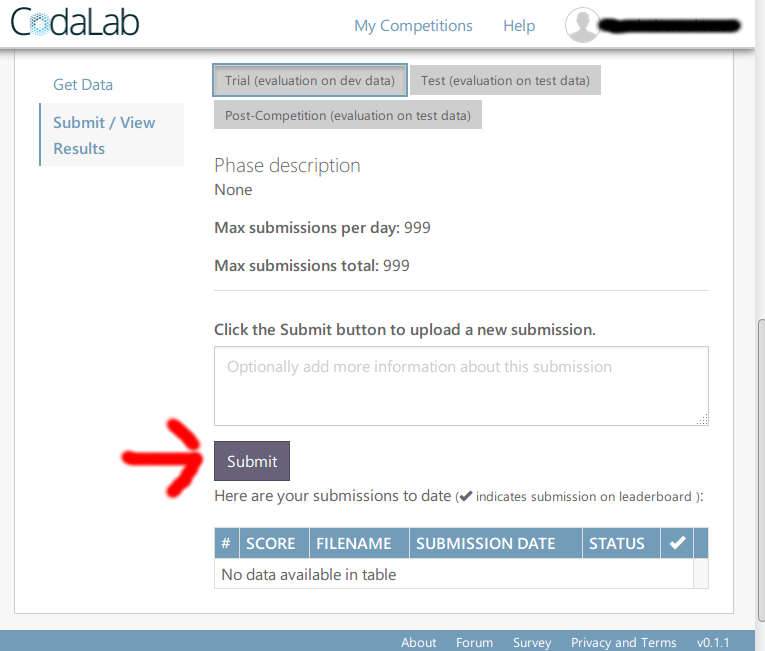 CodaLab
My Competitions
Help
Get Data
Submit / View
Results
Trial (evaluation on dev data)
Test (evaluation on test data)
Post-Competition (evaluation on test data)
Phase description
None
Max submissions per day: 999
Max submissions total: 999
Click the Submit button to upload a new submission.
Optionally add more information about this submission
Submit
Here are your submissions to date (✔ indicates submission on leaderboard ):
# SCORE FILENAME SUBMISSION DATE STATUS ✔
No data available in table
About Forum Survey Privacy and Terms v0.1.1